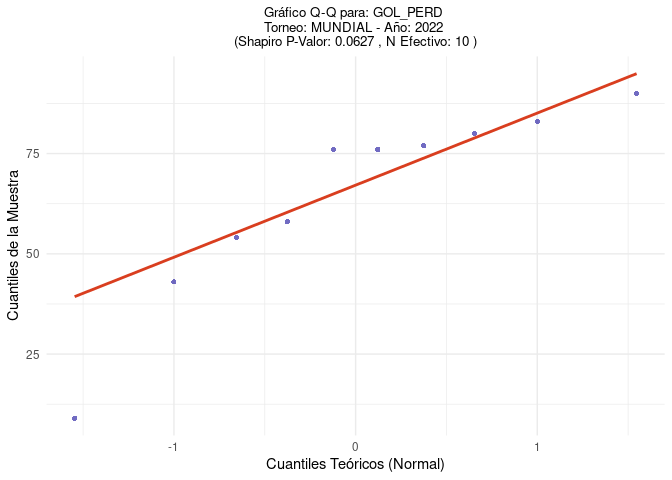 Gráfico Q-Q para: GOL_PERD
Torneo: MUNDIAL - Año: 2022
(Shapiro P-Valor: 0.0627 , N Efectivo: 10 )
Cuantiles de la Muestra
75
50
25
-1
0
1
Cuantiles Teóricos (Normal)